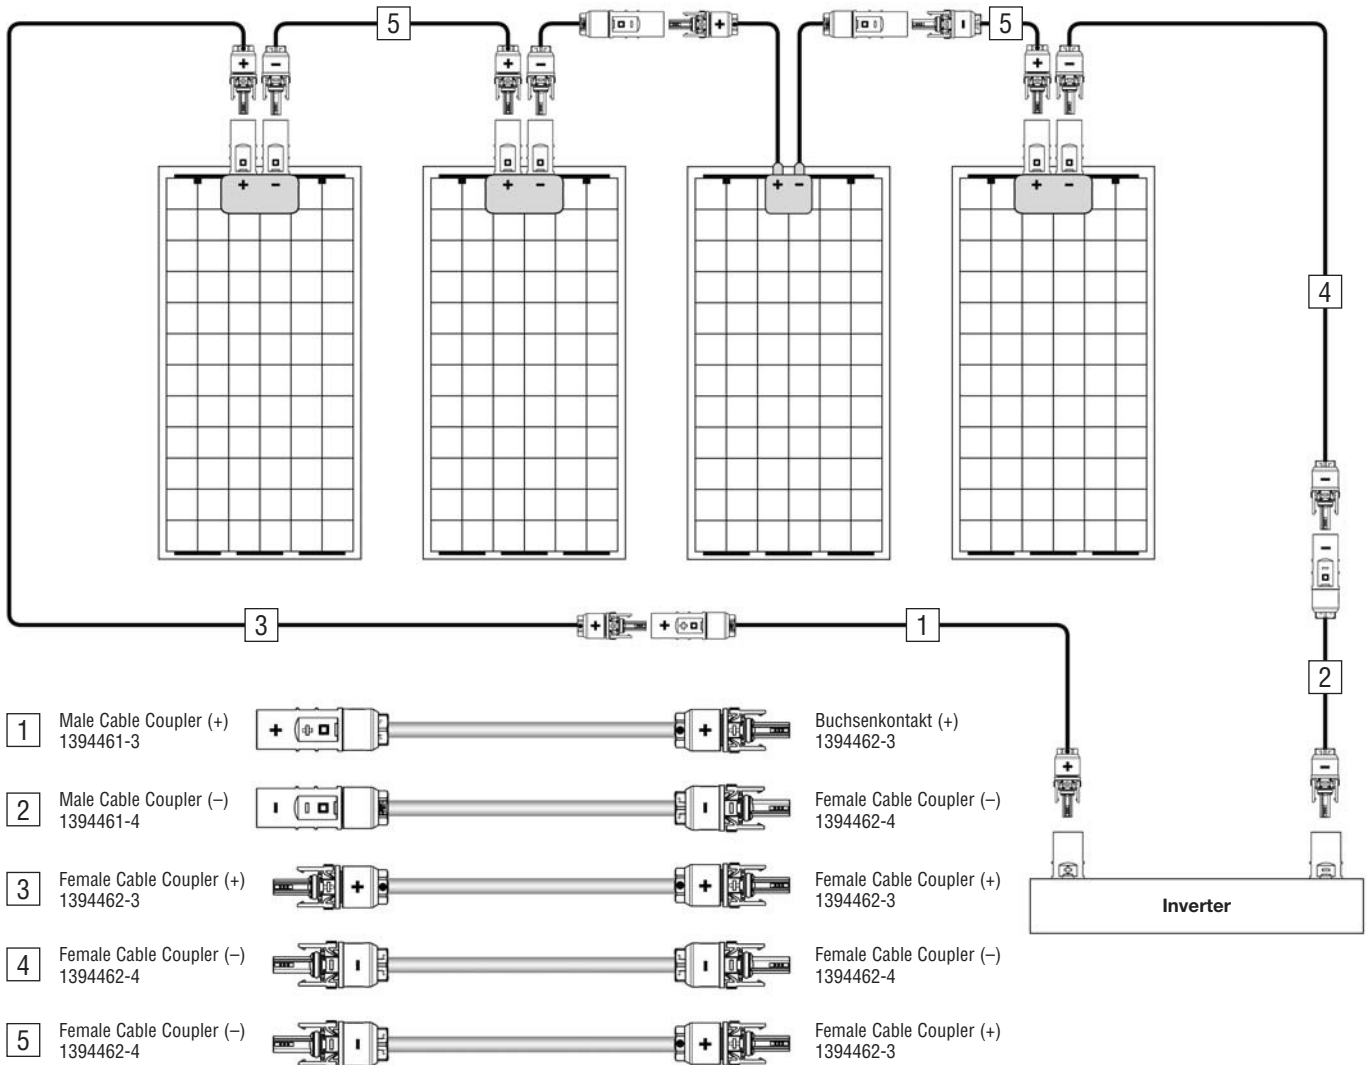 5
5
4
3
1
2
1 Male Cable Coupler (+) Buchsenkontakt (+)
1394461-3 1394462-3
2 Male Cable Coupler (–) Female Cable Coupler (–)
1394461-4 1394462-4
3 Female Cable Coupler (+) Female Cable Coupler (+)
1394462-3 1394462-3
4 Female Cable Coupler (–) Female Cable Coupler (–)
1394462-4 1394462-4
5 Female Cable Coupler (–) Female Cable Coupler (+)
1394462-4 1394462-3
Inverter